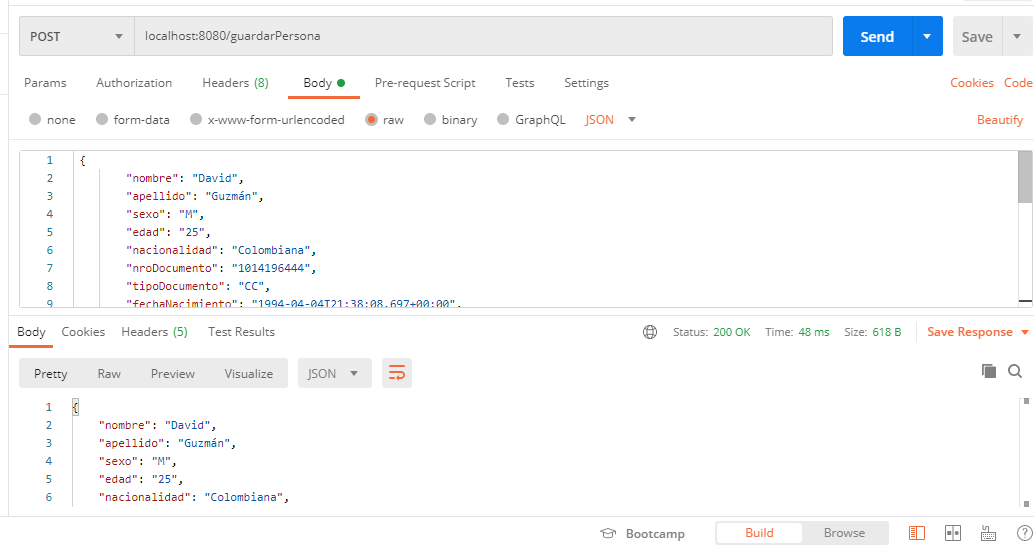 POST localhost:8080/guardarPersona Send Save
Params Authorization Headers (8) Body Pre-request Script Tests Settings Cookies Code
none form-data x-www-form-urlencoded raw binary GraphQL JSON Beautify
1 {
2 "nombre": "David",
3 "apellido": "Guzmán",
4 "sexo": "M",
5 "edad": "25",
6 "nacionalidad": "Colombiana",
7 "nroDocumento": "1014196444",
8 "tipoDocumento": "CC",
9 "fechaNacimiento": "1994-04-04T21:38:08.697+00:00",
Body Cookies Headers (5) Test Results Status: 200 OK Time: 48 ms Size: 618 B Save Response
Pretty Raw Preview Visualize JSON
1 {
2 "nombre": "David",
3 "apellido": "Guzmán",
4 "sexo": "M",
5 "edad": "25",
6 "nacionalidad": "Colombiana",
Bootcamp Build Browse